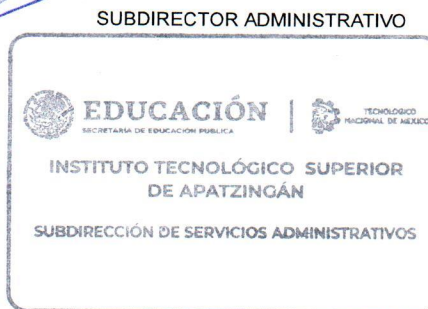 SUBDIRECTOR ADMINISTRATIVO
EDUCACIÓN
SECRETARÍA DE EDUCACIÓN PÚBLICA
TECNOLÓGICO
NACIONAL DE MÉXICO
INSTITUTO TECNOLÓGICO SUPERIOR
DE APATZINGÁN
SUBDIRECCIÓN DE SERVICIOS ADMINISTRATIVOS